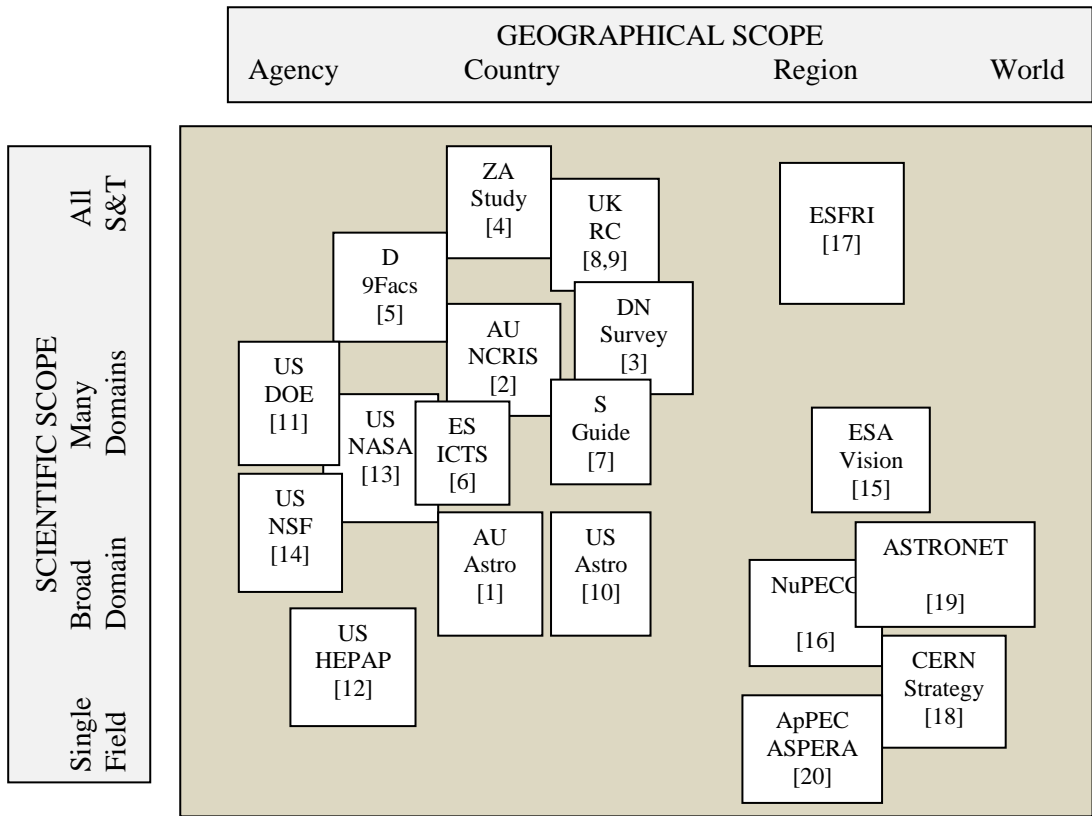 GEOGRAPHICAL SCOPE
Agency Country Region World
SCIENTIFIC SCOPE
All
S&T
Many
Domains
Broad
Domain
Single
Field
ZA
Study
[4]
UK
RC
[8,9]
ESFRI
[17]
D
9Facs
[5]
DN
Survey
[3]
AU
NCRIS
[2]
US
DOE
[11]
US
NASA
[13]
ES
ICTS
[6]
S
Guide
[7]
ESA
Vision
[15]
US
NSF
[14]
AU
Astro
[1]
US
Astro
[10]
ASTRONET
[19]
NuPECC
[16]
US
HEPAP
[12]
CERN
Strategy
[18]
ApPEC
ASPERA
[20]